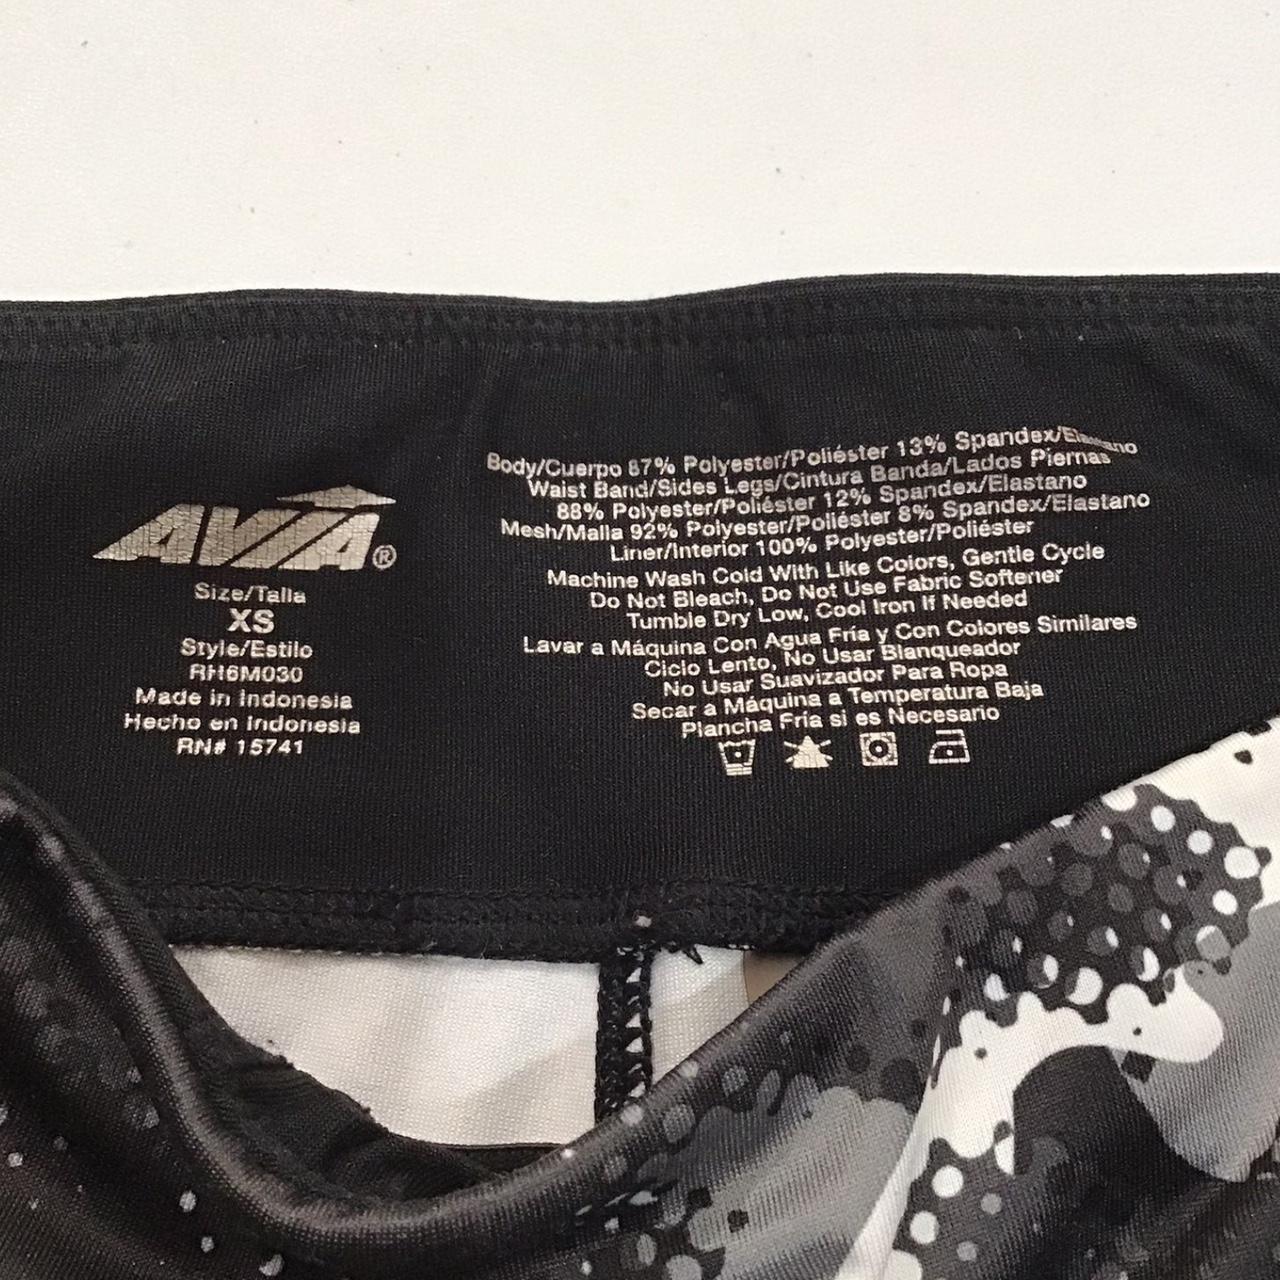 AVIA®
Size/Talla
XS
Style/Estilo
RH6M030
Made in Indonesia
Hecho en Indonesia
RN# 15741
Body/Cuerpo 87% Polyester/Poliéster 13% Spandex/Elastano
Waist Band/Sides Legs/Cintura Banda/Lados Piernas
88% Polyester/Poliéster 12% Spandex/Elastano
Mesh/Malla 92% Polyester/Poliéster 8% Spandex/Elastano
Liner/Interior 100% Polyester/Poliéster
Machine Wash Cold With Like Colors, Gentle Cycle
Do Not Bleach, Do Not Use Fabric Softener
Tumble Dry Low, Cool Iron If Needed
Lavar a Máquina Con Agua Fría y Con Colores Similares
Ciclo Lento, No Usar Blanqueador
No Usar Suavizador Para Ropa
Secar a Máquina a Temperatura Baja
Plancha Fria si es Necesario